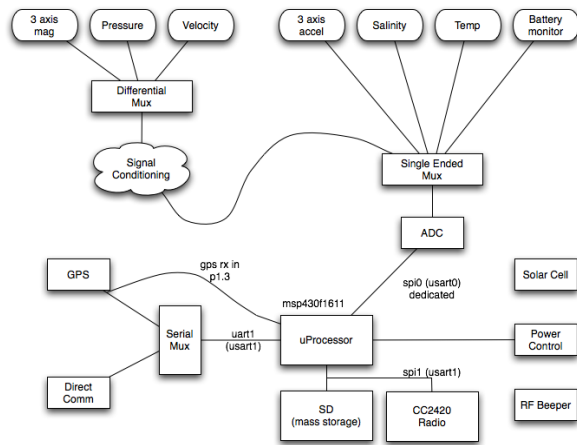 3 axis
mag
Pressure
Velocity
3 axis
accel
Salinity
Temp
Battery
monitor
Differential
Mux
Signal
Conditioning
Single Ended
Mux
ADC
GPS
gps rx in
p1.3
spi0 (usart0)
dedicated
Solar Cell
msp430f1611
Serial
Mux
uart1
(usart1)
uProcessor
Power
Control
spi1 (usart1)
Direct
Comm
SD
(mass storage)
CC2420
Radio
RF Beeper